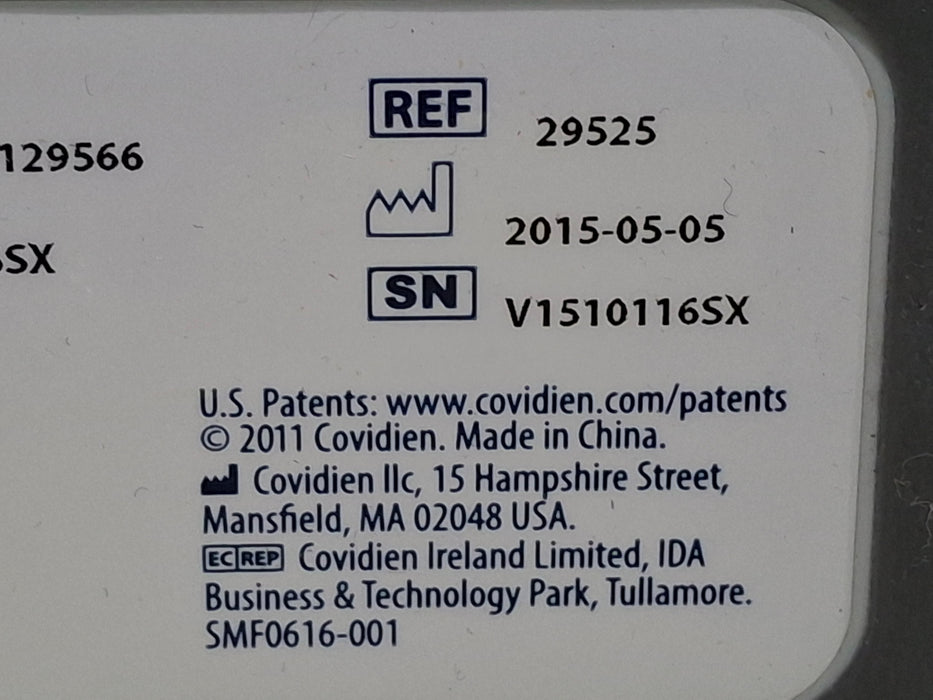 REF 29525
129566
2015-05-05
SX
SN V1510116SX
U.S. Patents: www.covidien.com/patents
© 2011 Covidien. Made in China.
Covidien llc, 15 Hampshire Street,
Mansfield, MA 02048 USA.
EC REP Covidien Ireland Limited, IDA
Business & Technology Park, Tullamore.
SMF0616-001